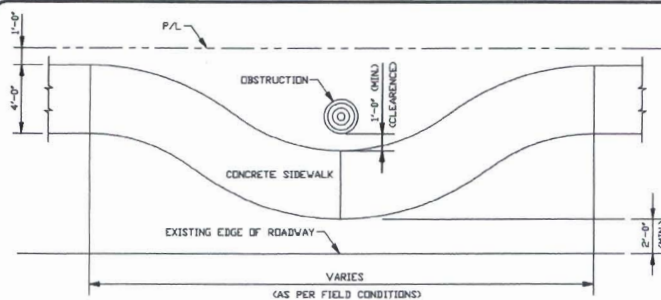 P/L
1'-0"
OBSTRUCTION
1'-0" (MIN.)
(CLEARENCE)
4'-0"
CONCRETE SIDEWALK
EXISTING EDGE OF ROADWAY
2'-0"
(MIN.)
VARIES
(AS PER FIELD CONDITIONS)